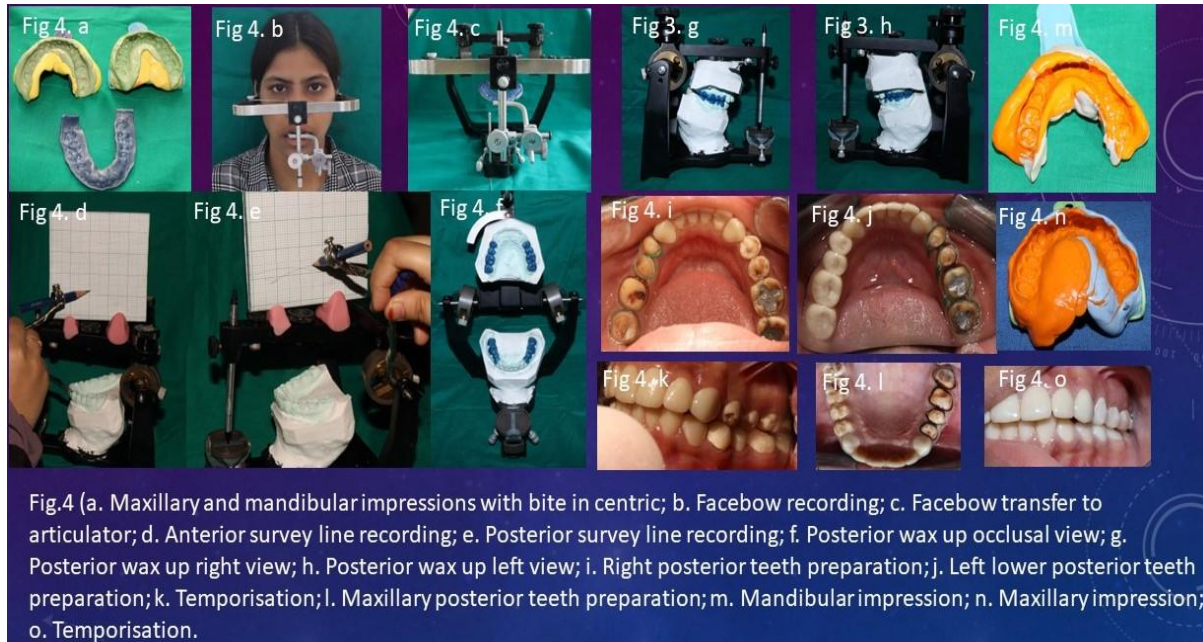 Fig 4. a
Fig 4. b
Fig 4. c
Fig 3. g
Fig 3. h
Fig 4. m
Fig 4. d
Fig 4. e
Fig 4. f
Fig 4. i
Fig 4. j
Fig 4. n
Fig 4. k
Fig 4. l
Fig 4. o
Fig.4 (a. Maxillary and mandibular impressions with bite in centric; b. Facebow recording; c. Facebow transfer to
articulator; d. Anterior survey line recording; e. Posterior survey line recording; f. Posterior wax up occlusal view; g.
Posterior wax up right view; h. Posterior wax up left view; i. Right posterior teeth preparation; j. Left lower posterior teeth
preparation; k. Temporisation; l. Maxillary posterior teeth preparation; m. Mandibular impression; n. Maxillary impression;
o. Temporisation.